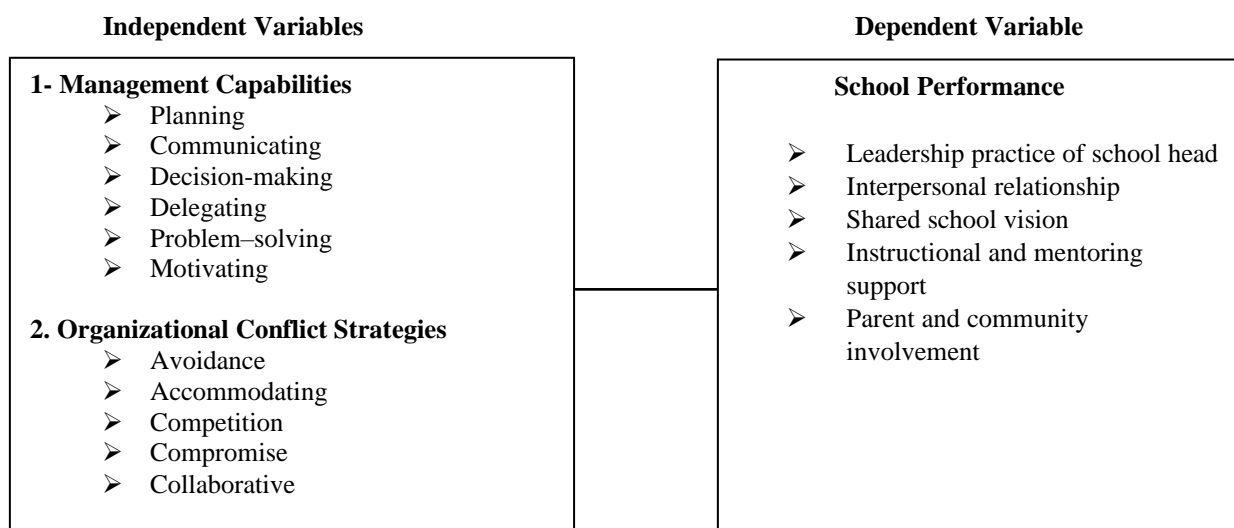 Independent Variables
1- Management Capabilities
➢ Planning
➢ Communicating
➢ Decision-making
➢ Delegating
➢ Problem–solving
➢ Motivating
2. Organizational Conflict Strategies
➢ Avoidance
➢ Accommodating
➢ Competition
➢ Compromise
➢ Collaborative
Dependent Variable
School Performance
➢ Leadership practice of school head
➢ Interpersonal relationship
➢ Shared school vision
➢ Instructional and mentoring
support
➢ Parent and community
involvement